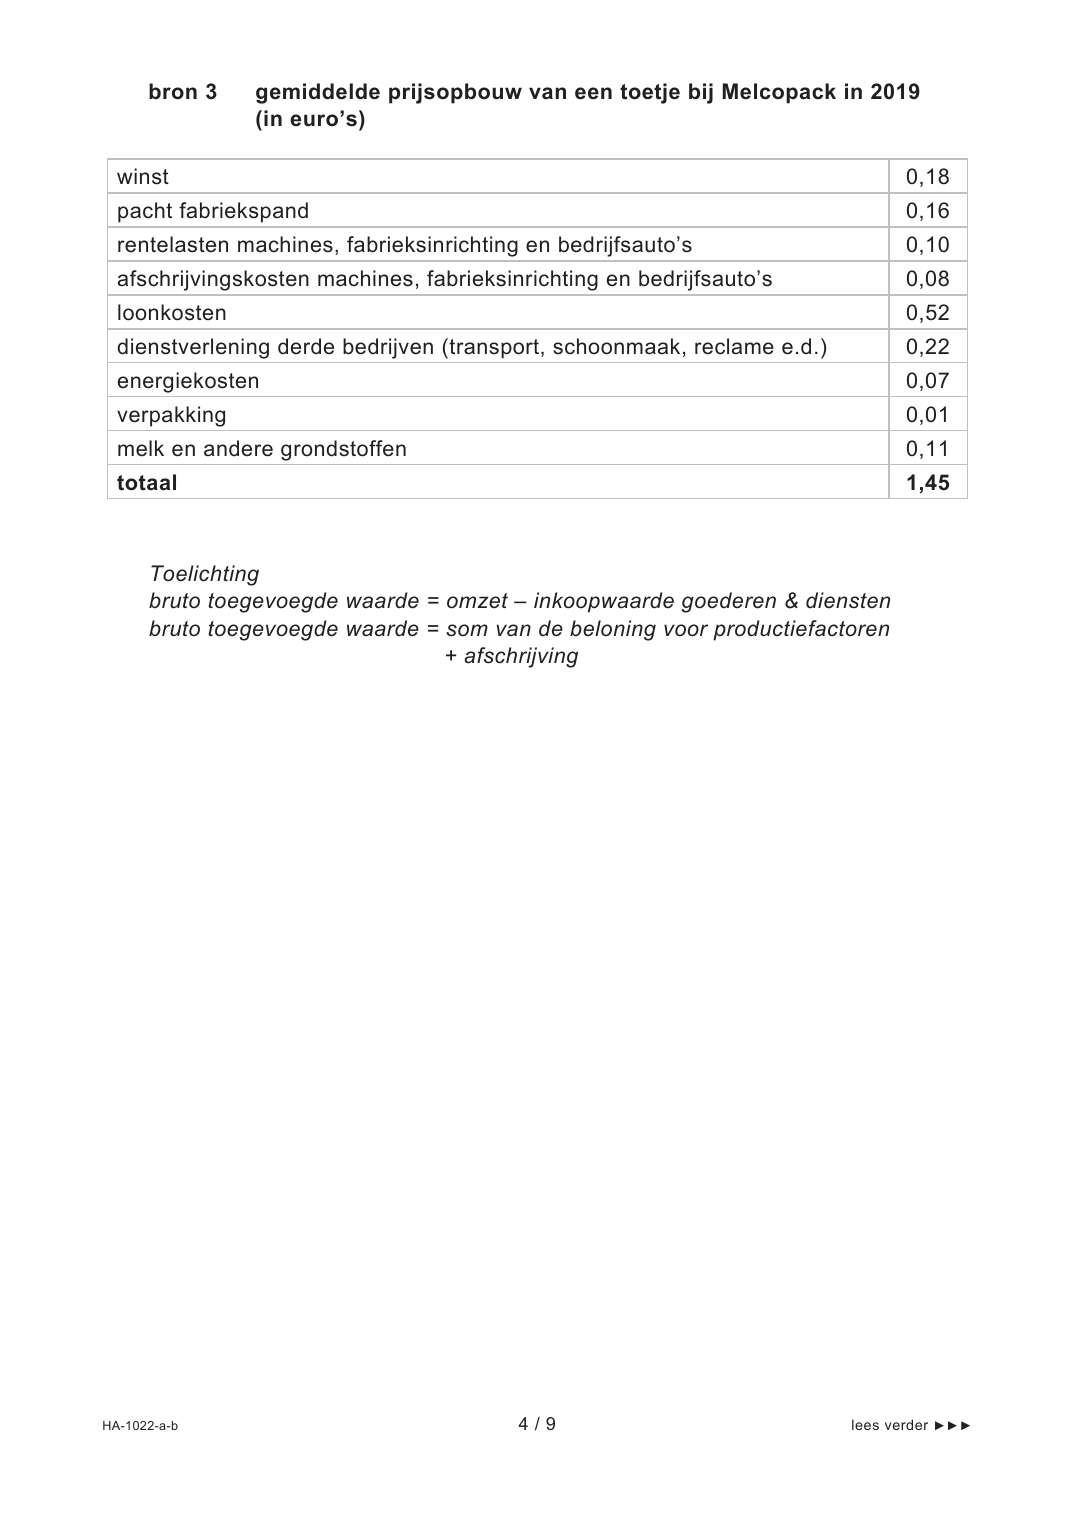 bron 3 gemiddelde prijsopbouw van een toetje bij Melcopack in 2019
(in euro’s)
winst 0,18
pacht fabriekspand 0,16
rentelasten machines, fabrieksinrichting en bedrijfsauto’s 0,10
afschrijvingskosten machines, fabrieksinrichting en bedrijfsauto’s 0,08
loonkosten 0,52
dienstverlening derde bedrijven (transport, schoonmaak, reclame e.d.) 0,22
energiekosten 0,07
verpakking 0,01
melk en andere grondstoffen 0,11
totaal 1,45
Toelichting
bruto toegevoegde waarde = omzet – inkoopwaarde goederen & diensten
bruto toegevoegde waarde = som van de beloning voor productiefactoren
+ afschrijving
HA-1022-a-b 4 / 9 lees verder ►►►